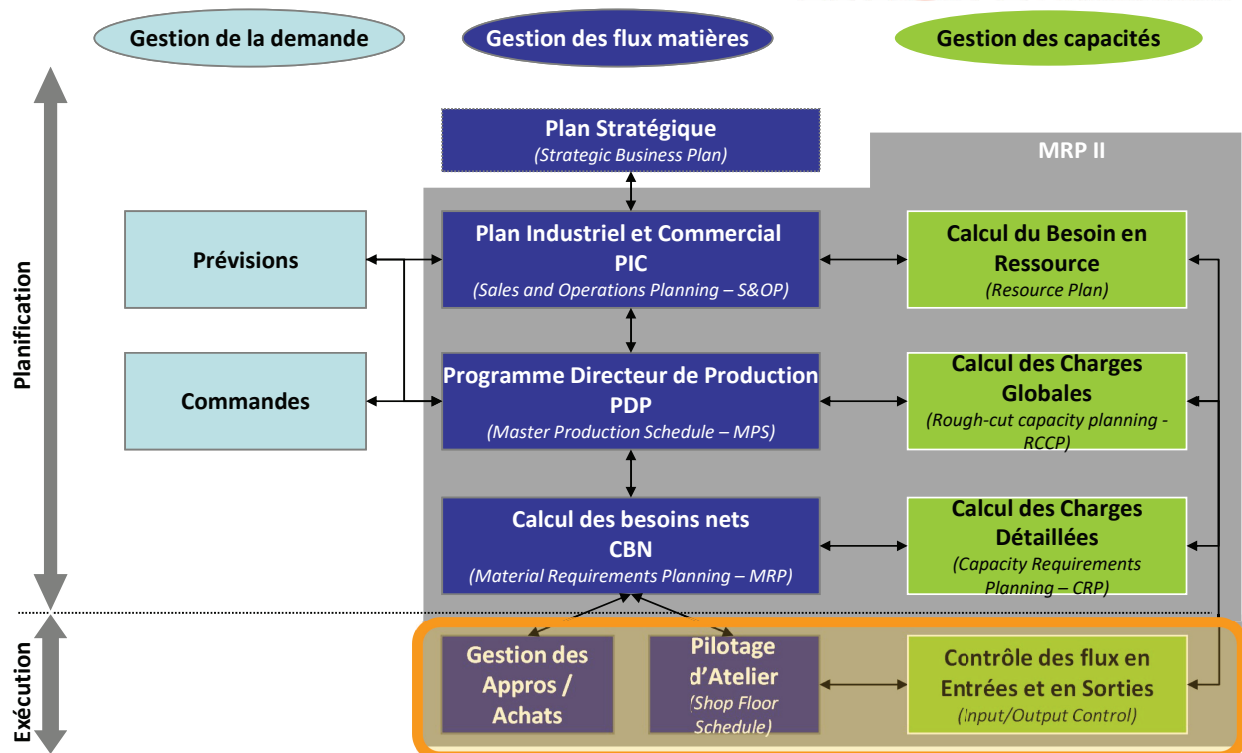 Gestion de la demande
Gestion des flux matières
Gestion des capacités
Planification
Plan Stratégique
(Strategic Business Plan)
MRP II
Prévisions
Plan Industriel et Commercial
PIC
(Sales and Operations Planning – S&OP)
Calcul du Besoin en
Ressource
(Resource Plan)
Commandes
Programme Directeur de Production
PDP
(Master Production Schedule – MPS)
Calcul des Charges
Globales
(Rough-cut capacity planning -
RCCP)
Calcul des besoins nets
CBN
(Material Requirements Planning – MRP)
Calcul des Charges
Détaillées
(Capacity Requirements
Planning – CRP)
Exécution
Gestion des
Appros /
Achats
Pilotage
d’Atelier
(Shop Floor
Schedule)
Contrôle des flux en
Entrées et en Sorties
(Input/Output Control)